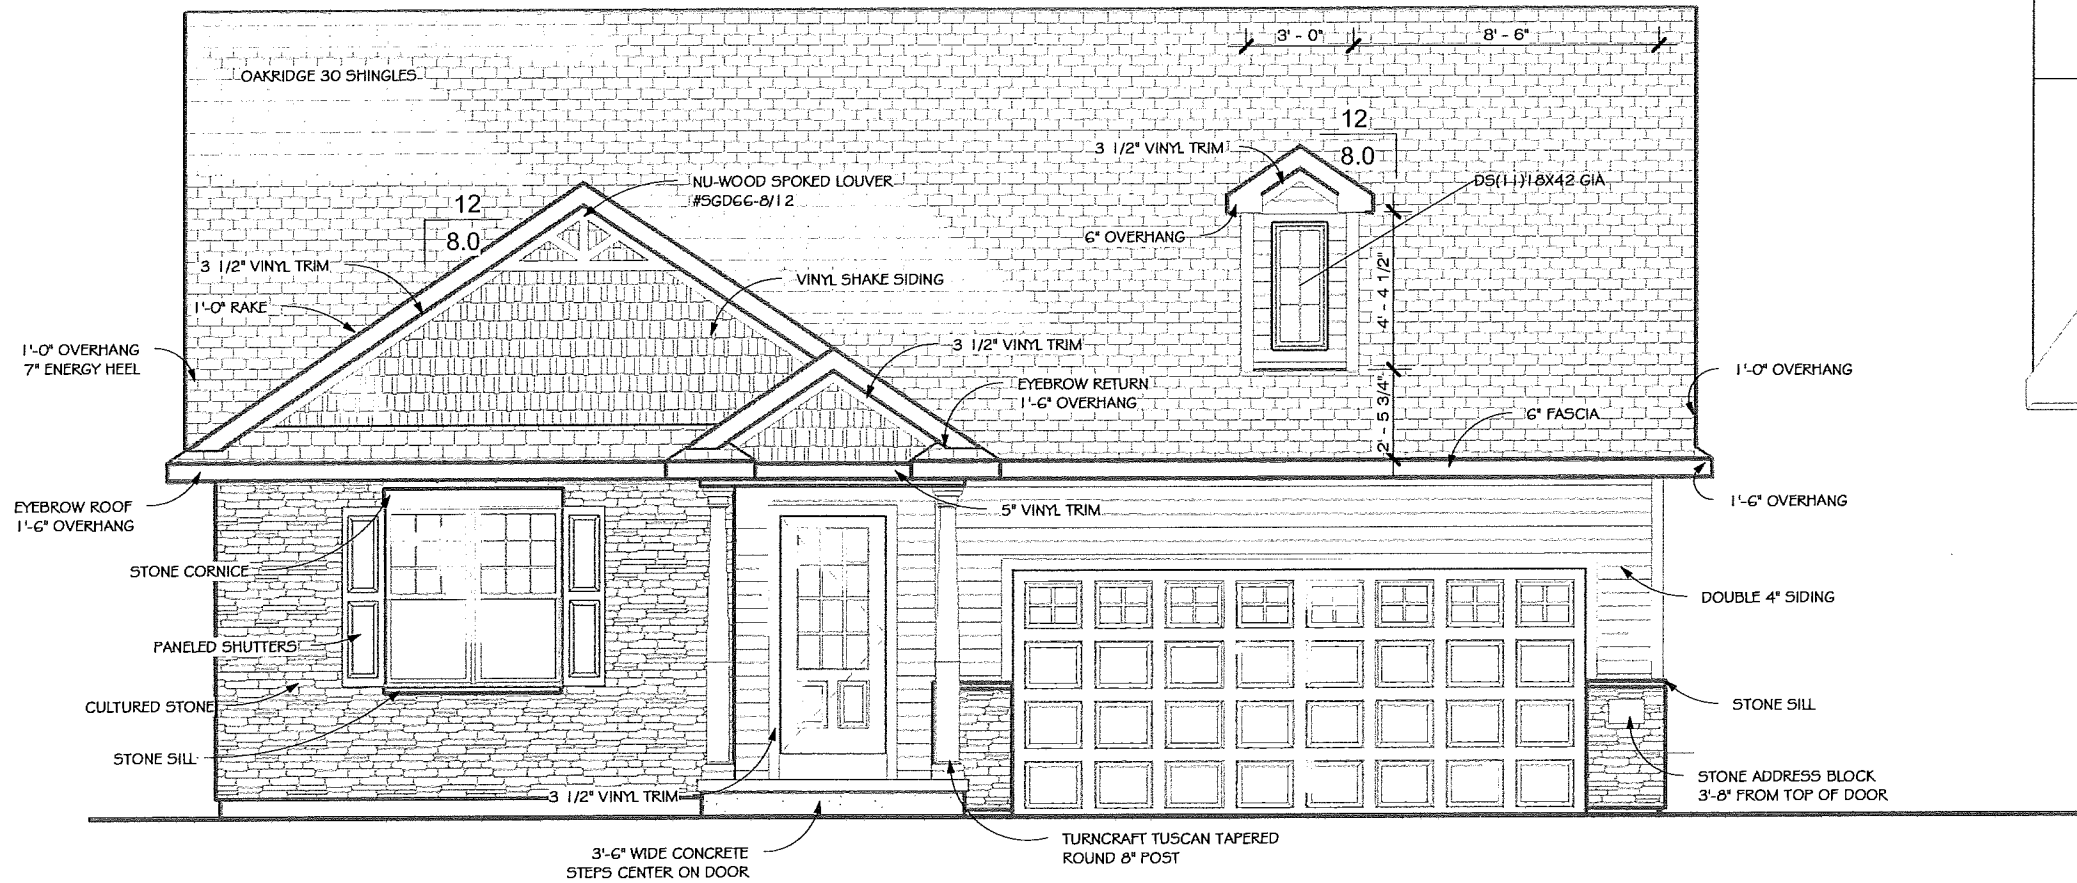 3' - 0"
8' - 6"
OAKRIDGE 30 SHINGLES
12
8.0
3 1/2" VINYL TRIM
DS(11)18X42 GIA
NU-WOOD SPOKED LOUVER
#SGD66-8/12
12
8.0
6" OVERHANG
3 1/2" VINYL TRIM
VINYL SHAKE SIDING
4' - 4 1/2"
1'-0" RAKE
3 1/2" VINYL TRIM
1'-0" OVERHANG
7" ENERGY HEEL
1'-0" OVERHANG
EYEBROW RETURN
1'-6" OVERHANG
2' - 5 3/4"
6" FASCIA
EYEBROW ROOF
1'-6" OVERHANG
5" VINYL TRIM
1'-6" OVERHANG
STONE CORNICE
DOUBLE 4" SIDING
PANELED SHUTTERS
CULTURED STONE
STONE SILL
STONE SILL
3 1/2" VINYL TRIM
STONE ADDRESS BLOCK
3'-8" FROM TOP OF DOOR
3'-6" WIDE CONCRETE
STEPS CENTER ON DOOR
TURNCRAFT TUSCAN TAPERED
ROUND 8" POST